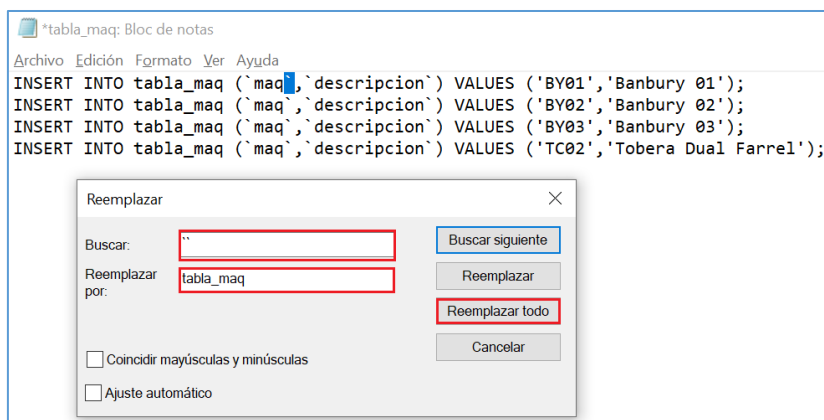 *tabla_maq: Bloc de notas
Archivo Edición Formato Ver Ayuda
INSERT INTO tabla_maq (`maq`,`descripcion`) VALUES ('BY01','Banbury 01');
INSERT INTO tabla_maq (`maq`,`descripcion`) VALUES ('BY02','Banbury 02');
INSERT INTO tabla_maq (`maq`,`descripcion`) VALUES ('BY03','Banbury 03');
INSERT INTO tabla_maq (`maq`,`descripcion`) VALUES ('TC02','Tobera Dual Farrel');
Reemplazar
Buscar: `` Buscar siguiente
Reemplazar por: tabla_maq Reemplazar
Reemplazar todo
Cancelar
Coincidir mayúsculas y minúsculas
Ajuste automático